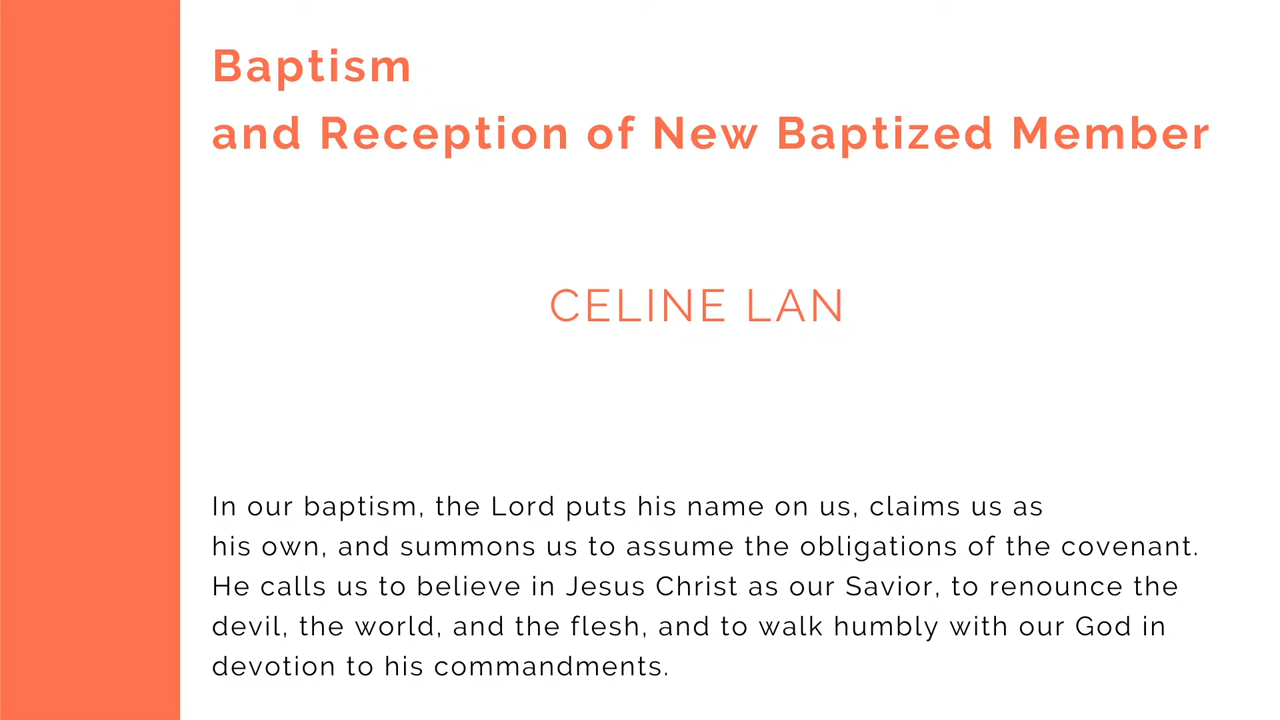 Baptism
and Reception of New Baptized Member
CELINE LAN
In our baptism, the Lord puts his name on us, claims us as
his own, and summons us to assume the obligations of the covenant.
He calls us to believe in Jesus Christ as our Savior, to renounce the
devil, the world, and the flesh, and to walk humbly with our God in
devotion to his commandments.